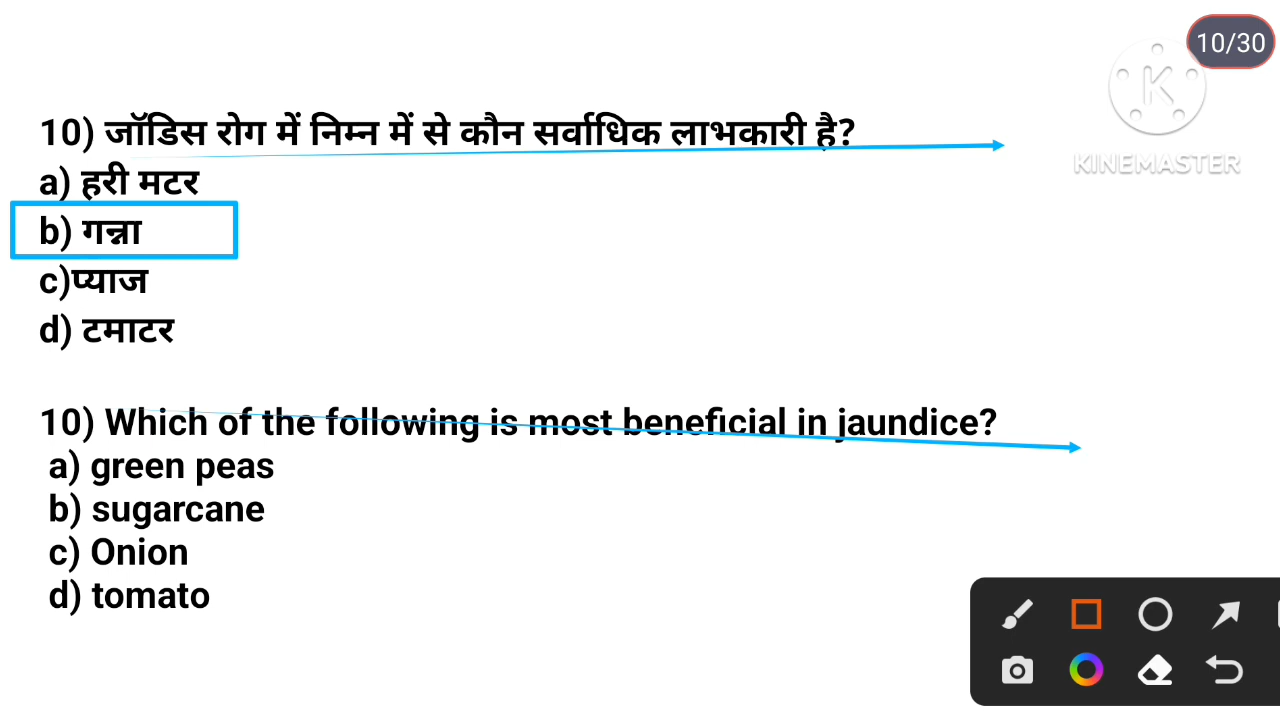 10/30
KINEMASTER
10) जॉडिस रोग में निम्न में से कौन सर्वाधिक लाभकारी है?
a) हरी मटर
b) गन्ना
c)प्याज
d) टमाटर
10) Which of the following is most beneficial in jaundice?
a) green peas
b) sugarcane
c) Onion
d) tomato